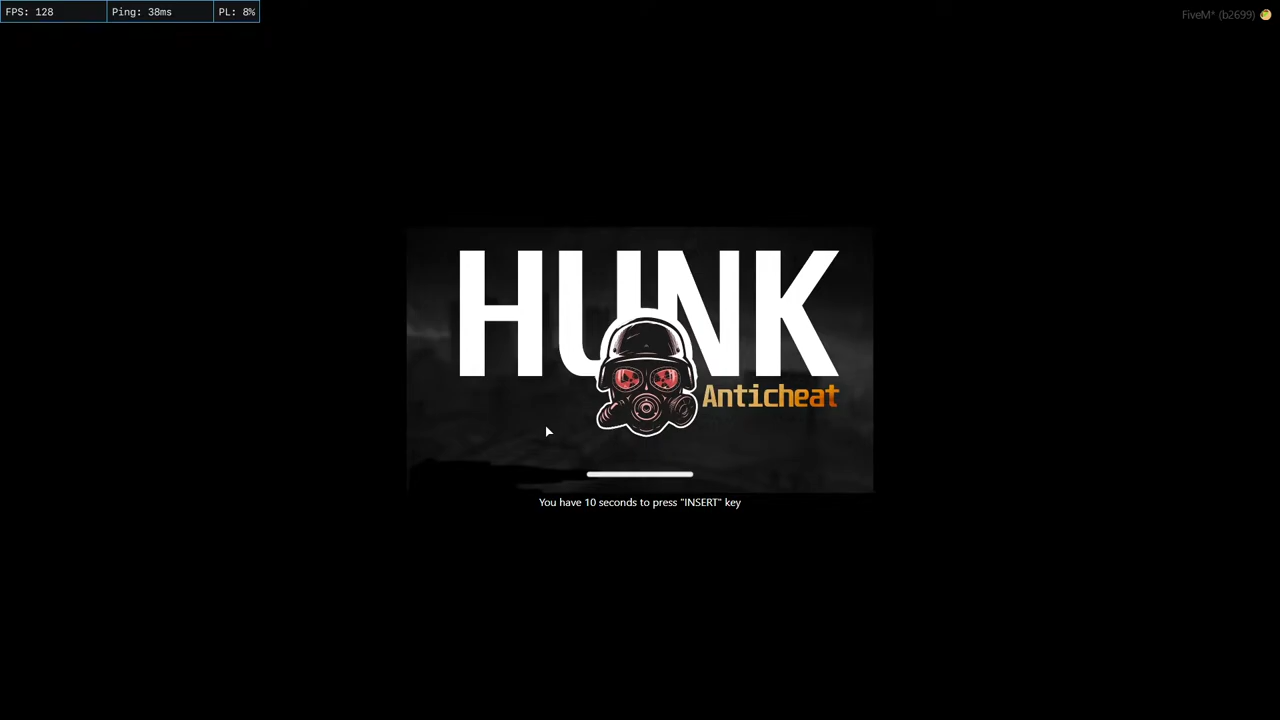 FPS: 128 Ping: 38ms PL: 8%
FiveM* (b2699)
HUNK
Anticheat
You have 10 seconds to press "INSERT" key